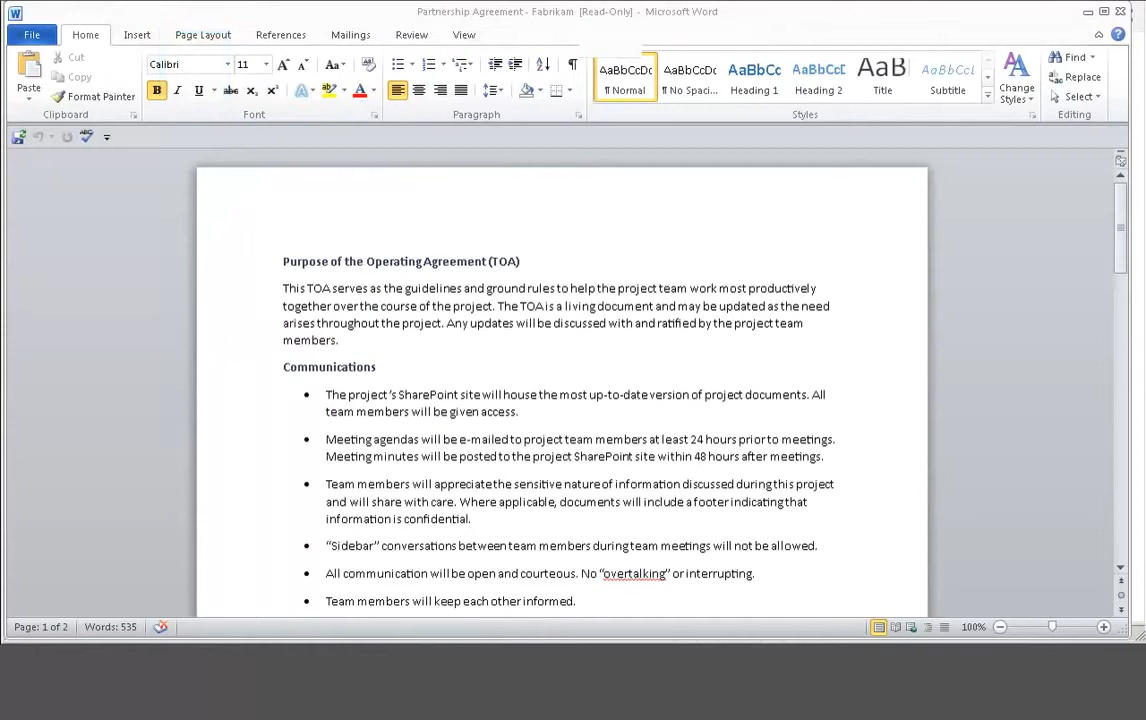 Partnership Agreement - Fabrikam [Read-Only] - Microsoft Word
File Home Insert Page Layout References Mailings Review View
Paste
Cut
Copy
Format Painter
Clipboard
Calibri 11
Font
Paragraph
AaBbCcDc AaBbCcDc AaBbCc AaBbCcD AaB AaBbCcL
¶ Normal ¶ No Spaci... Heading 1 Heading 2 Title Subtitle
Change
Styles
Styles
Find
Replace
Select
Editing
Purpose of the Operating Agreement (TOA)
This TOA serves as the guidelines and ground rules to help the project team work most productively
together over the course of the project. The TOA is a living document and may be updated as the need
arises throughout the project. Any updates will be discussed with and ratified by the project team
members.
Communications
• The project's SharePoint site will house the most up-to-date version of project documents. All
team members will be given access.
• Meeting agendas will be e-mailed to project team members at least 24 hours prior to meetings.
Meeting minutes will be posted to the project SharePoint site within 48 hours after meetings.
• Team members will appreciate the sensitive nature of information discussed during this project
and will share with care. Where applicable, documents will include a footer indicating that
information is confidential.
• “Sidebar” conversations between team members during team meetings will not be allowed.
• All communication will be open and courteous. No “overtalking” or interrupting.
• Team members will keep each other informed.
Page: 1 of 2 Words: 535 100%